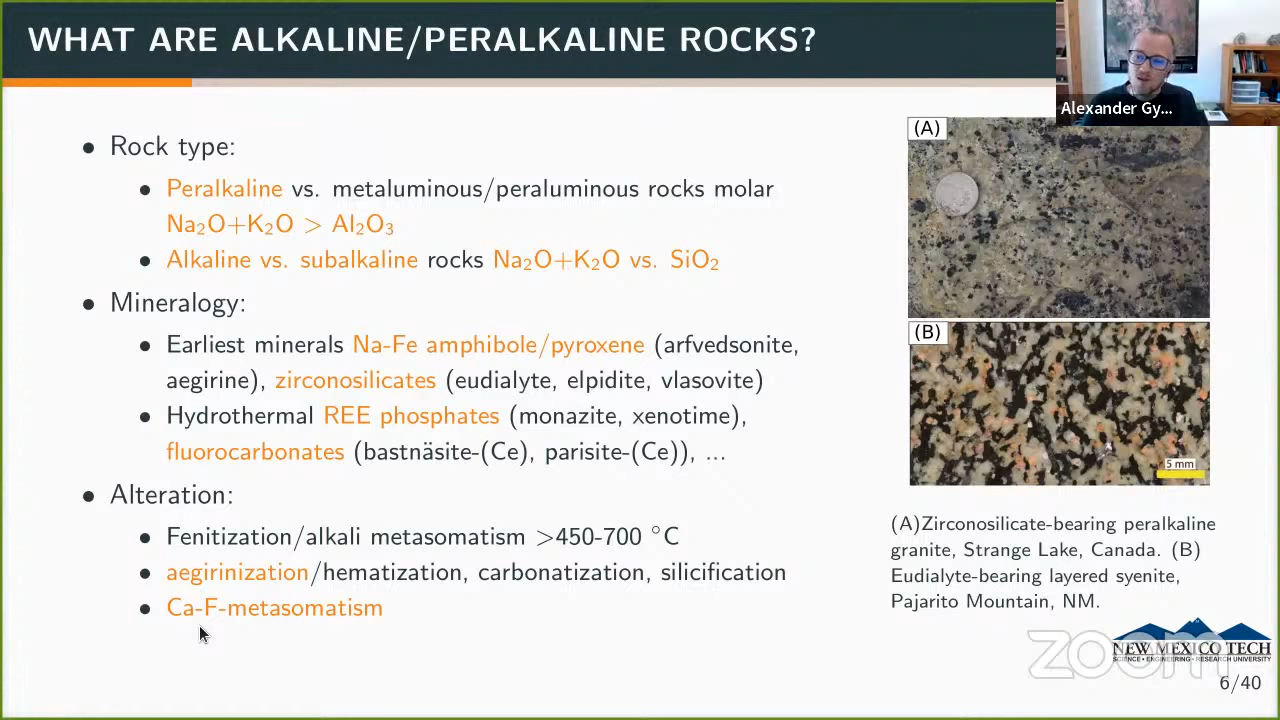 WHAT ARE ALKALINE/PERALKALINE ROCKS?
Alexander Gy...
• Rock type:
• Peralkaline vs. metaluminous/peraluminous rocks molar
Na₂O+K₂O > Al₂O₃
• Alkaline vs. subalkaline rocks Na₂O+K₂O vs. SiO₂
• Mineralogy:
• Earliest minerals Na-Fe amphibole/pyroxene (arfvedsonite,
aegirine), zirconosilicates (eudialyte, elpidite, vlasovite)
• Hydrothermal REE phosphates (monazite, xenotime),
fluorocarbonates (bastnäsite-(Ce), parisite-(Ce)), ...
• Alteration:
• Fenitization/alkali metasomatism >450-700 °C
• aegirinization/hematization, carbonatization, silicification
• Ca-F-metasomatism
(A)
(B)
5 mm
(A)Zirconosilicate-bearing peralkaline
granite, Strange Lake, Canada. (B)
Eudialyte-bearing layered syenite,
Pajarito Mountain, NM.
zoom
NEW MEXICO TECH
SCIENCE • ENGINEERING • RESEARCH UNIVERSITY
6/40